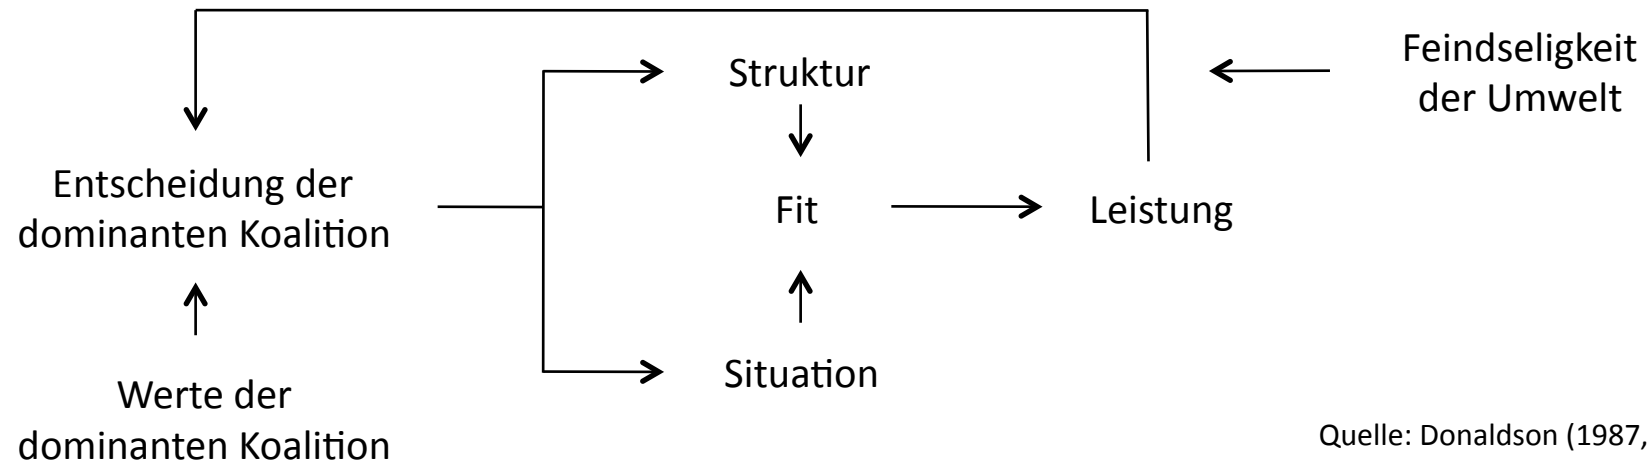 Feindseligkeit
der Umwelt
Struktur
Entscheidung der
dominanten Koalition
Fit
Leistung
Situation
Werte der
dominanten Koalition
Quelle: Donaldson (1987,